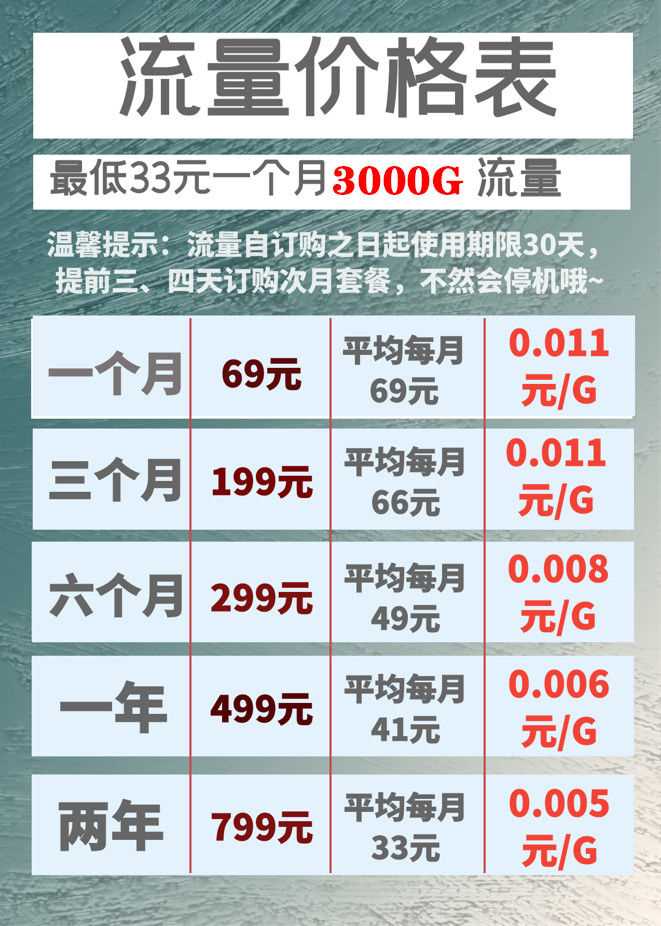 流量价格表
最低33元一个月3000G 流量
温馨提示：流量自订购之日起使用期限30天，
提前三、四天订购次月套餐，不然会停机哦~
一个月 69元 平均每月 0.011
69元 元/G
三个月 199元 平均每月 0.011
66元 元/G
六个月 299元 平均每月 0.008
49元 元/G
一年 499元 平均每月 0.006
41元 元/G
两年 799元 平均每月 0.005
33元 元/G